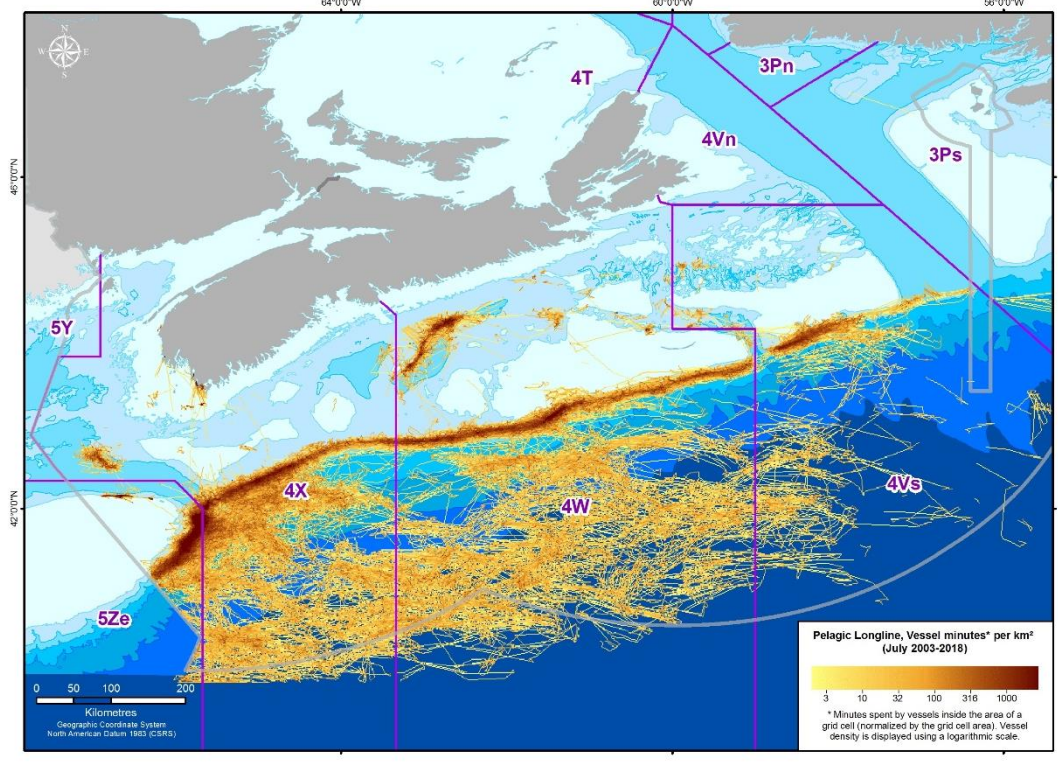 64°0'0"W 60°0'0"W 56°0'0"W
N
W E
S
4T
3Pn
4Vn
3Ps
46°0'0"N
5Y
4X
4W
4Vs
42°0'0"N
5Ze
0 50 100 200
Kilometres
Geographic Coordinate System
North American Datum 1983 (CSRS)
Pelagic Longline, Vessel minutes* per km²
(July 2003-2018)
3 10 32 100 316 1000
* Minutes spent by vessels inside the area of a
grid cell (normalized by the grid cell area). Vessel
density is displayed using a logarithmic scale.